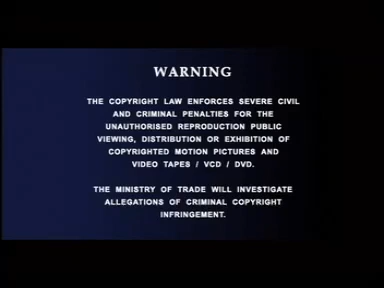 WARNING
THE COPYRIGHT LAW ENFORCES SEVERE CIVIL
AND CRIMINAL PENALTIES FOR THE
UNAUTHORISED REPRODUCTION PUBLIC
VIEWING, DISTRIBUTION OR EXHIBITION OF
COPYRIGHTED MOTION PICTURES AND
VIDEO TAPES / VCD / DVD.
THE MINISTRY OF TRADE WILL INVESTIGATE
ALLEGATIONS OF CRIMINAL COPYRIGHT
INFRINGEMENT.